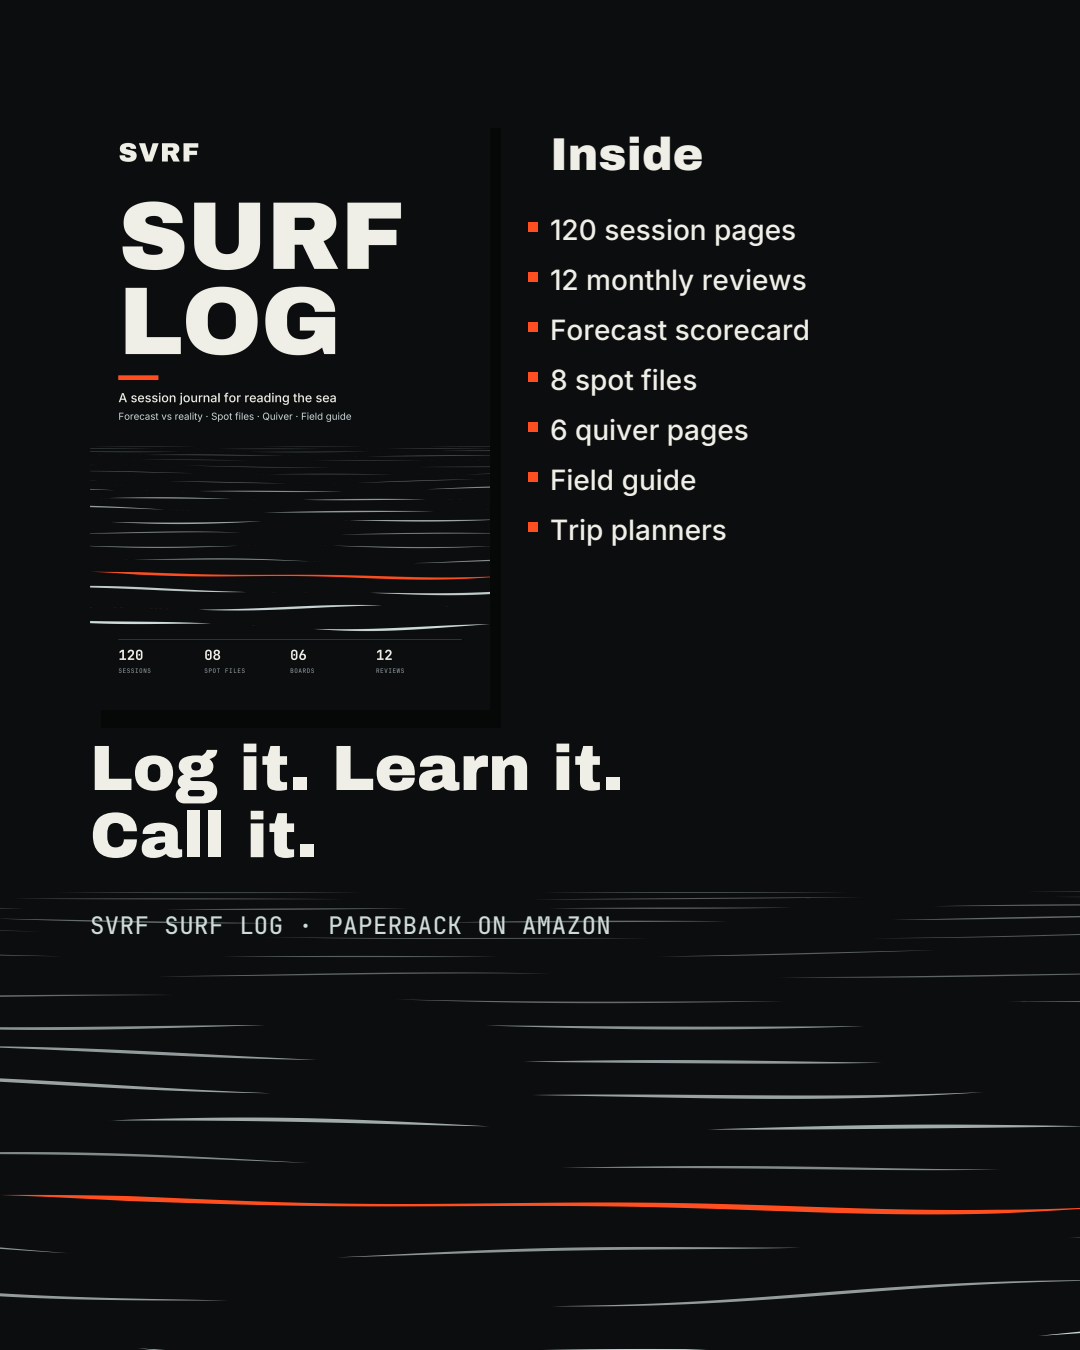 SVRF
SURF
LOG
A session journal for reading the sea
Forecast vs reality · Spot files · Quiver · Field guide
120
08
06
12
SESSIONS
SPOT FILES
BOARDS
REVIEWS
Inside
120 session pages
12 monthly reviews
Forecast scorecard
8 spot files
6 quiver pages
Field guide
Trip planners
Log it. Learn it.
Call it.
SVRF SURF LOG · PAPERBACK ON AMAZON